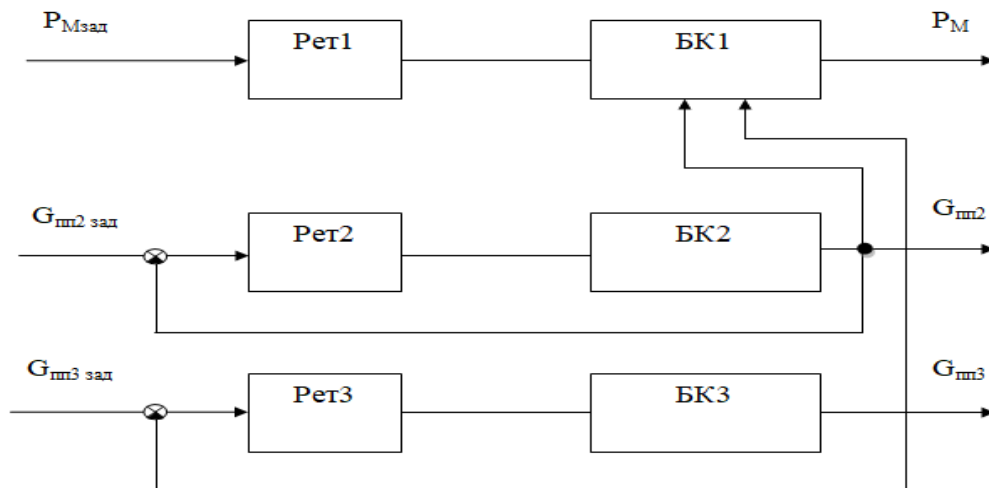 Pмзад
Рет1
БК1
Pм
Gпп2 зад
Рет2
БК2
Gпп2
Gпп3 зад
Рет3
БК3
Gпп3